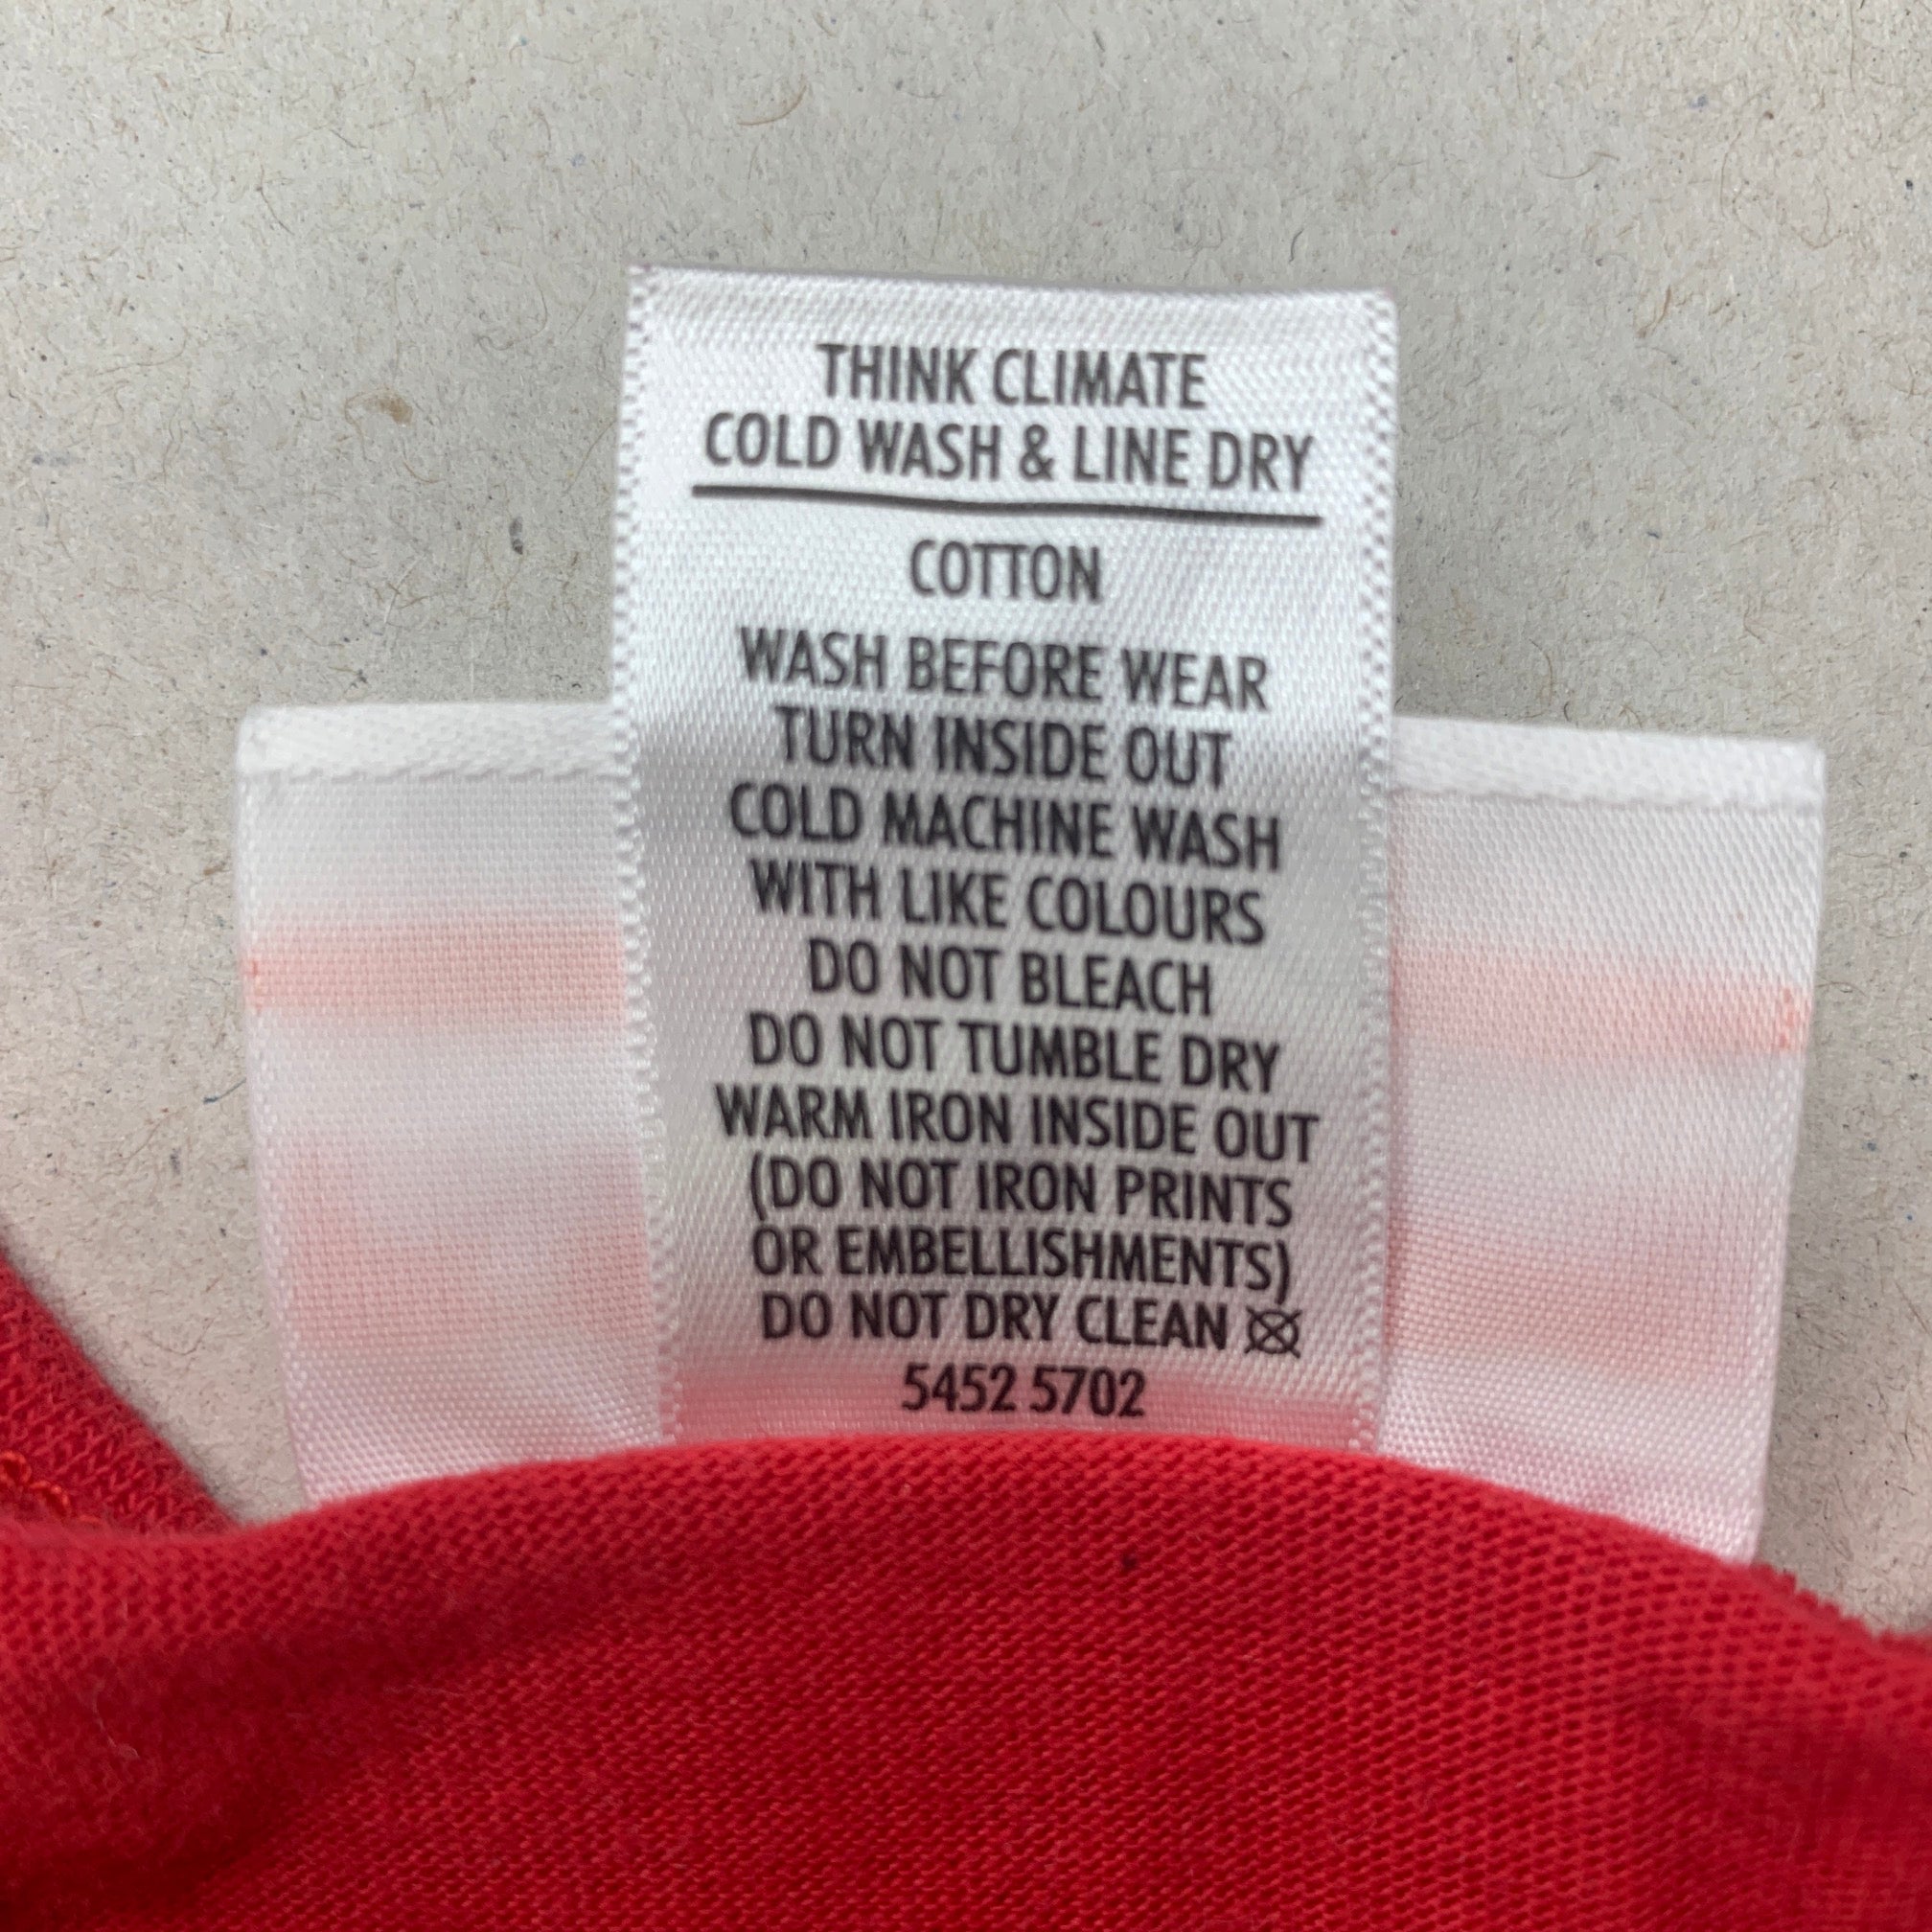 THINK CLIMATE
COLD WASH & LINE DRY
COTTON
WASH BEFORE WEAR
TURN INSIDE OUT
COLD MACHINE WASH
WITH LIKE COLOURS
DO NOT BLEACH
DO NOT TUMBLE DRY
WARM IRON INSIDE OUT
(DO NOT IRON PRINTS
OR EMBELLISHMENTS)
DO NOT DRY CLEAN
5452 5702